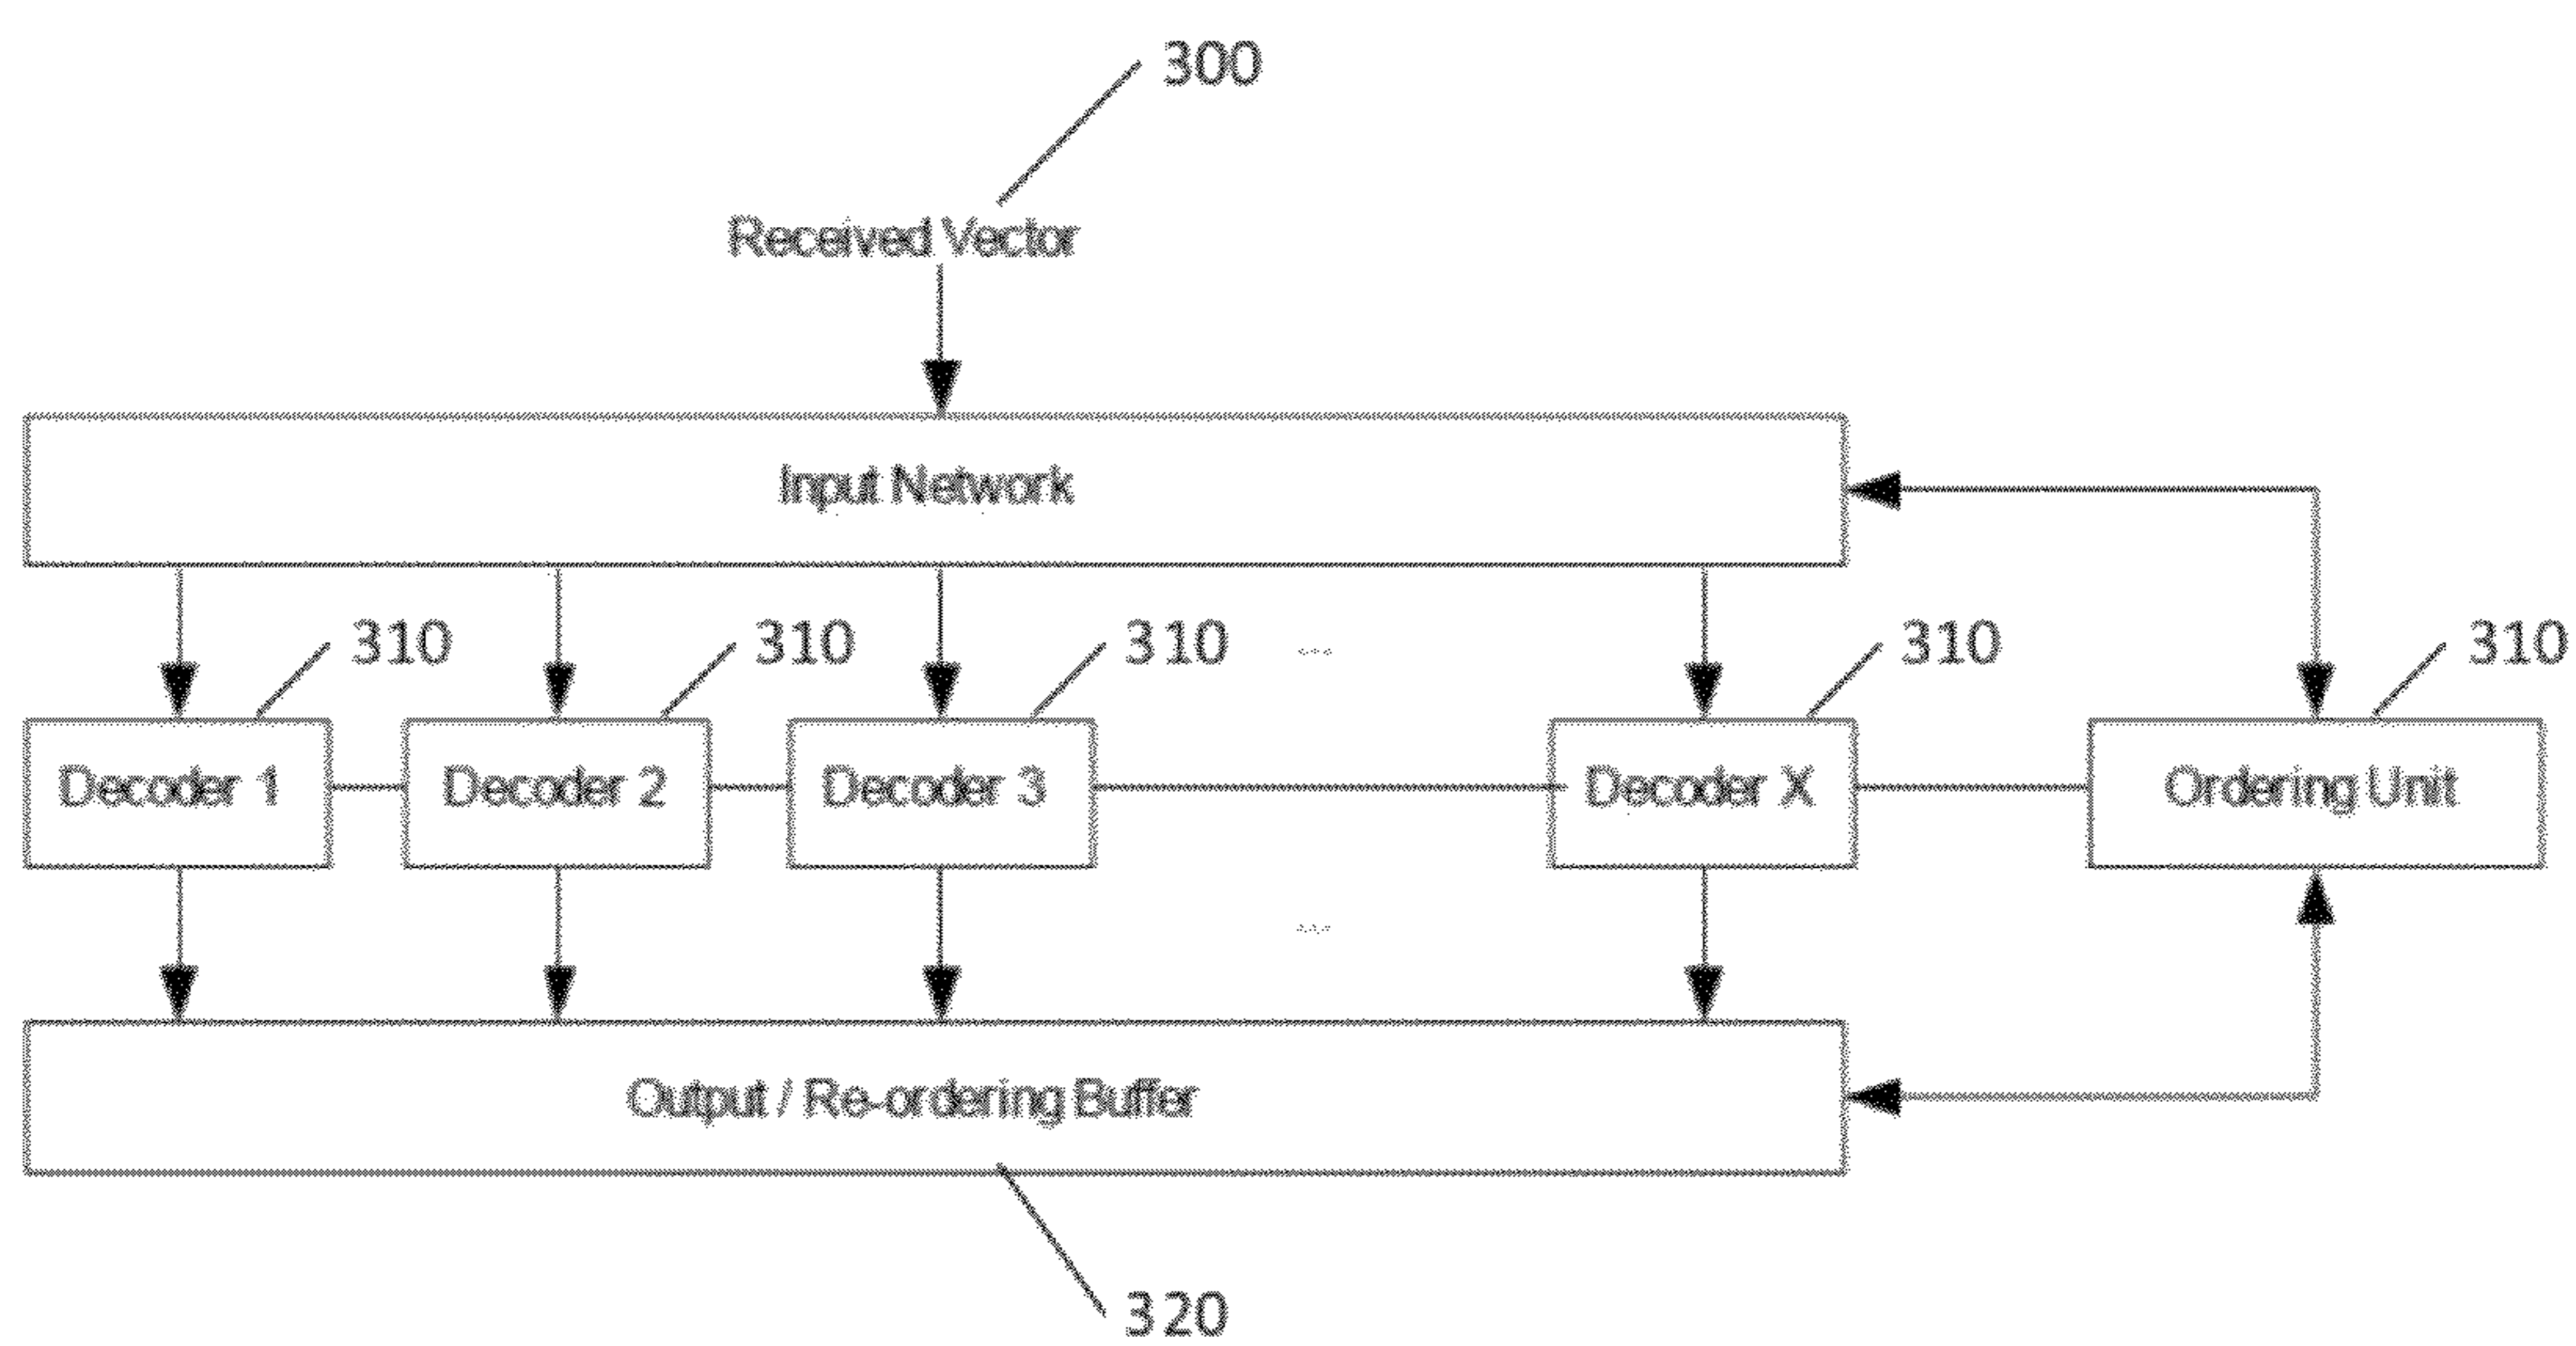 300
Received Vector
Input Network
310 310 310 ... 310 310
Decoder 1 Decoder 2 Decoder 3 Decoder X Ordering Unit
...
Output / Re-ordering Buffer
320